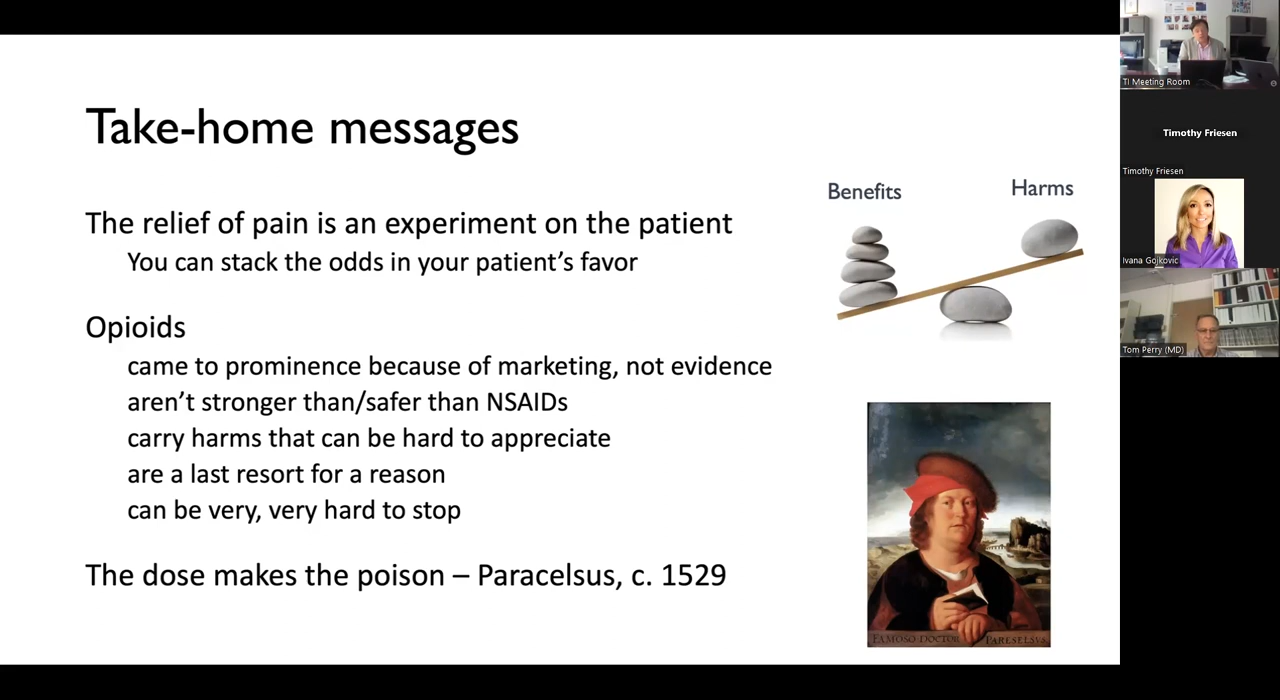 Take-home messages
The relief of pain is an experiment on the patient
You can stack the odds in your patient’s favor
Opioids
came to prominence because of marketing, not evidence
aren’t stronger than/safer than NSAIDs
carry harms that can be hard to appreciate
are a last resort for a reason
can be very, very hard to stop
The dose makes the poison – Paracelsus, c. 1529
Benefits
Harms
FAMOSO DOCTOR PARESELSVS
TI Meeting Room
Timothy Friesen
Timothy Friesen
Ivana Gojkovic
Tom Perry (MD)